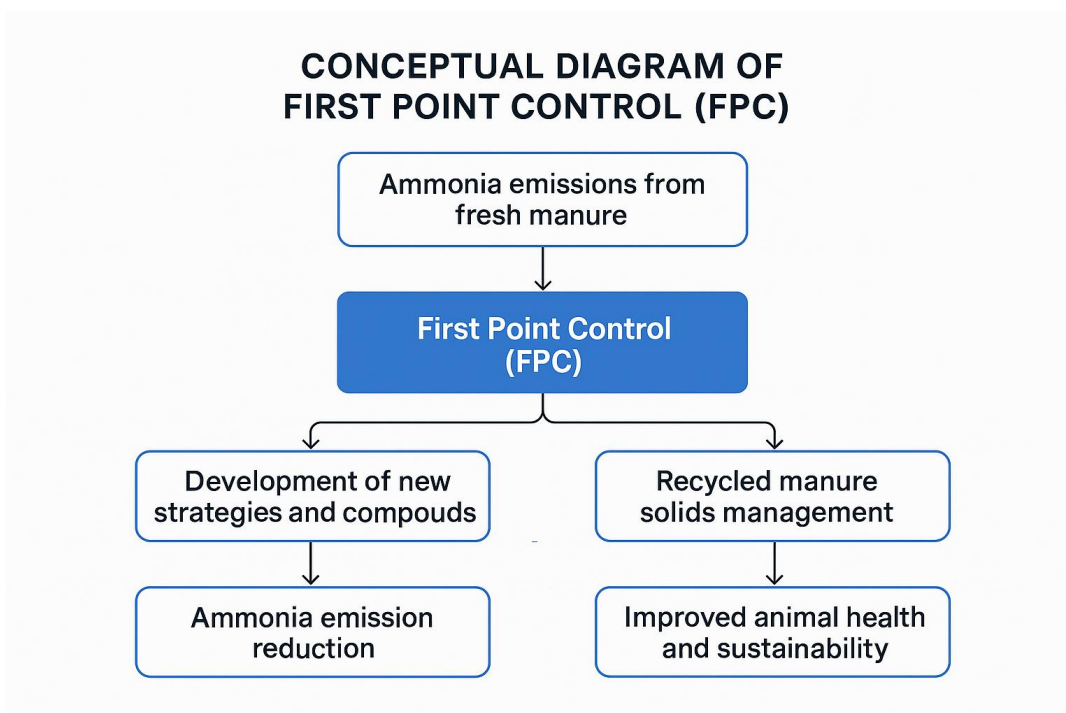 CONCEPTUAL DIAGRAM OF
FIRST POINT CONTROL (FPC)
Ammonia emissions from
fresh manure
First Point Control
(FPC)
Development of new
strategies and compouds
Recycled manure
solids management
Ammonia emission
reduction
Improved animal health
and sustainability